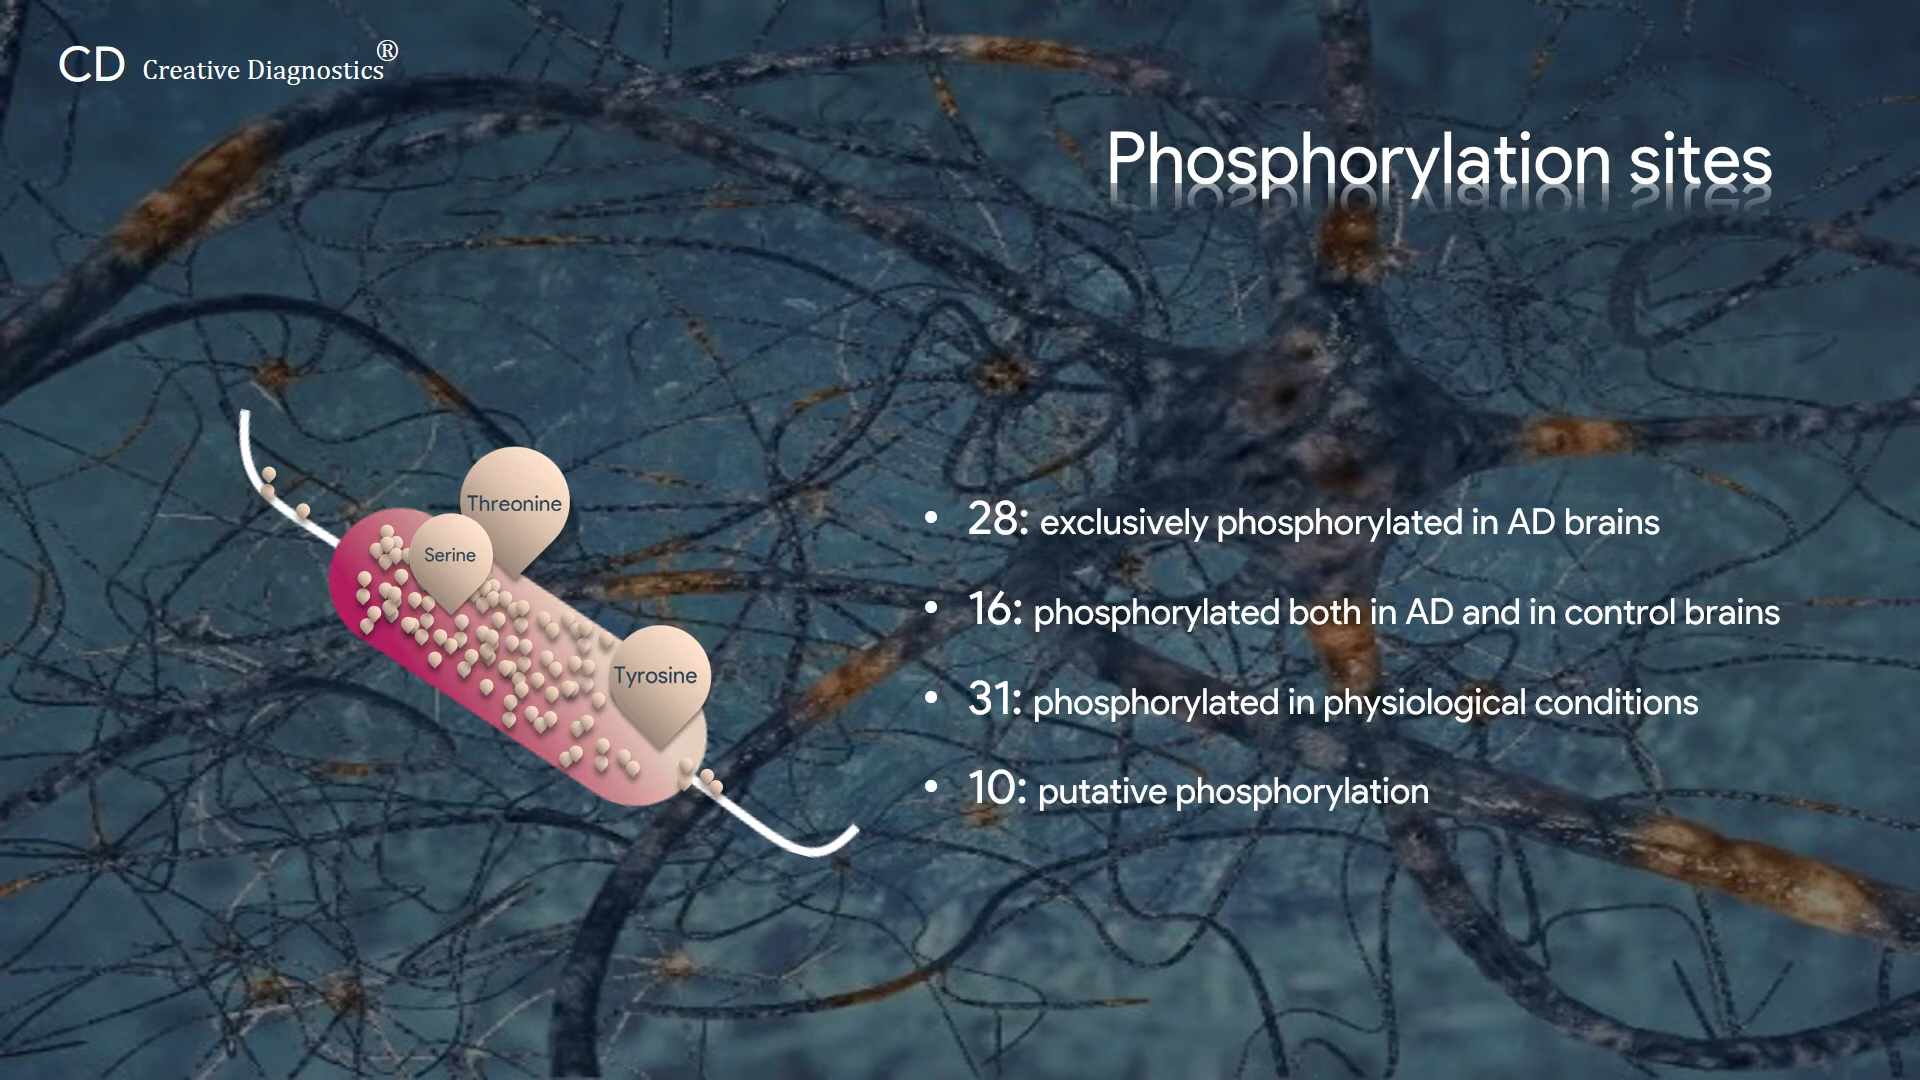 CD Creative Diagnostics®
Phosphorylation sites
Threonine
Serine
Tyrosine
• 28: exclusively phosphorylated in AD brains
• 16: phosphorylated both in AD and in control brains
• 31: phosphorylated in physiological conditions
• 10: putative phosphorylation